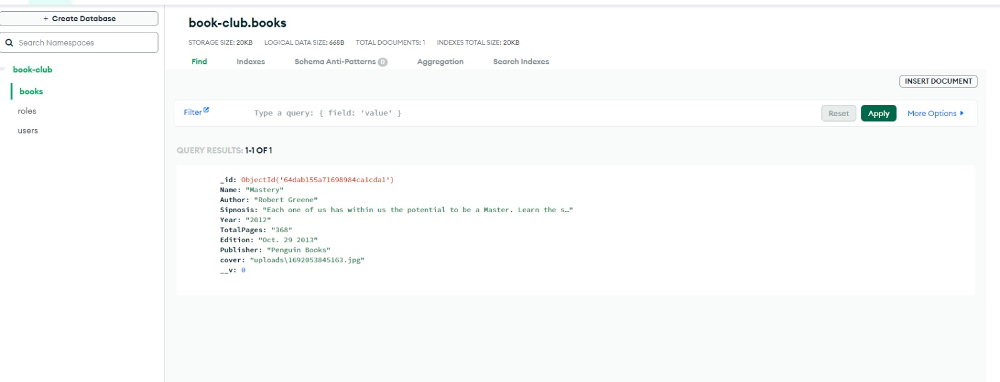 + Create Database
Search Namespaces
book-club
books
roles
users
book-club.books
STORAGE SIZE: 20KB LOGICAL DATA SIZE: 668B TOTAL DOCUMENTS: 1 INDEXES TOTAL SIZE: 20KB
Find Indexes Schema Anti-Patterns 0 Aggregation Search Indexes
INSERT DOCUMENT
Filter Type a query: { field: 'value' } Reset Apply More Options
QUERY RESULTS: 1-1 OF 1
_id: ObjectId('64dab155a71698984ca1cda1')
Name: "Mastery"
Author: "Robert Greene"
Sipnosis: "Each one of us has within us the potential to be a Master. Learn the s…"
Year: "2012"
TotalPages: "368"
Edition: "Oct. 29 2013"
Publisher: "Penguin Books"
cover: "uploads\1692053845163.jpg"
__v: 0